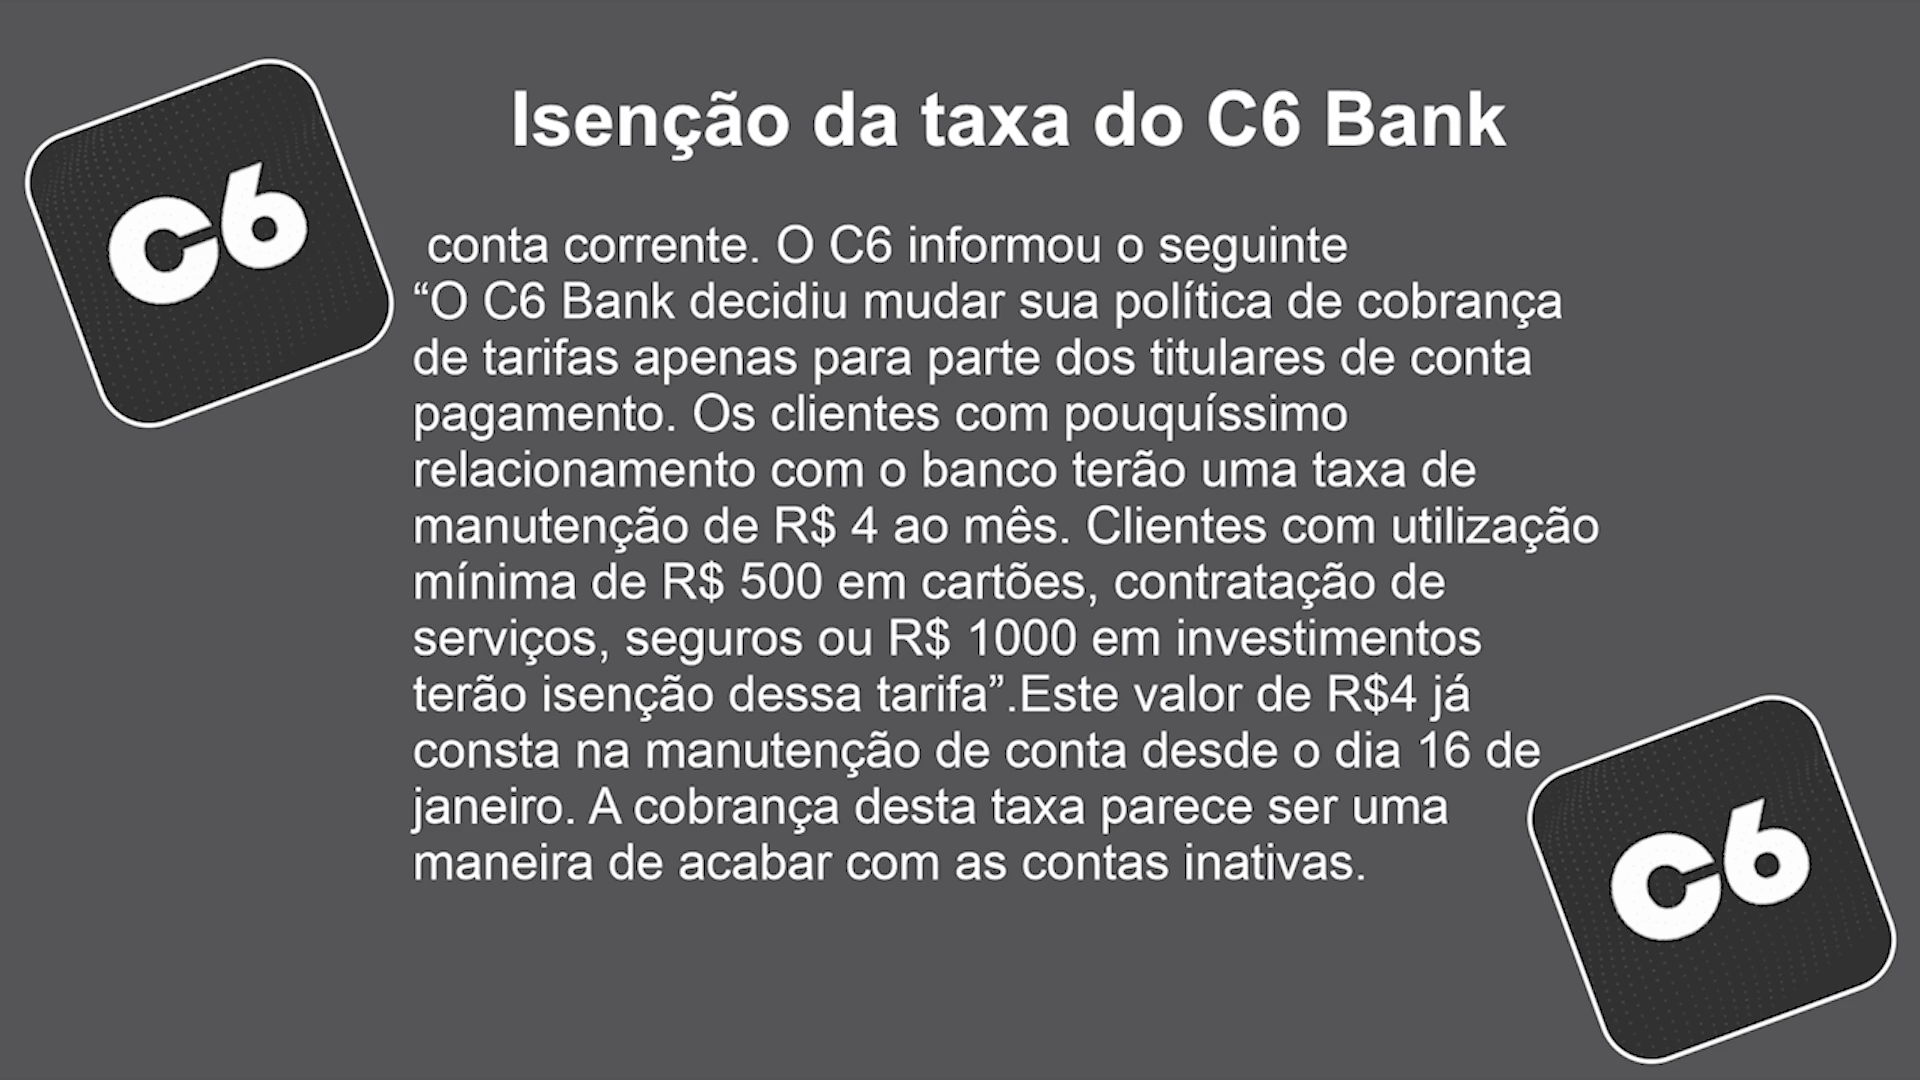 C6
Isenção da taxa do C6 Bank
conta corrente. O C6 informou o seguinte
“O C6 Bank decidiu mudar sua política de cobrança
de tarifas apenas para parte dos titulares de conta
pagamento. Os clientes com pouquíssimo
relacionamento com o banco terão uma taxa de
manutenção de R$ 4 ao mês. Clientes com utilização
mínima de R$ 500 em cartões, contratação de
serviços, seguros ou R$ 1000 em investimentos
terão isenção dessa tarifa”.Este valor de R$4 já
consta na manutenção de conta desde o dia 16 de
janeiro. A cobrança desta taxa parece ser uma
maneira de acabar com as contas inativas.
C6